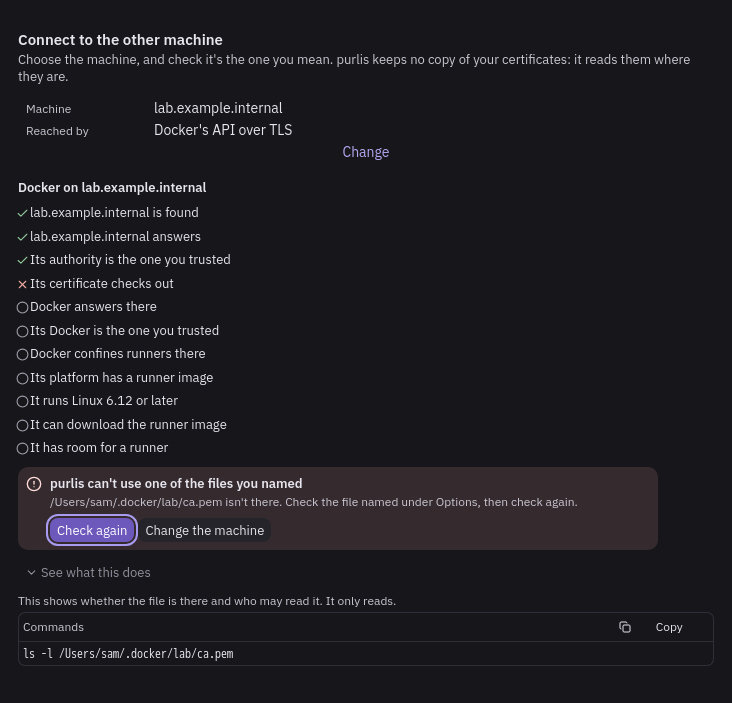 Connect to the other machine
Choose the machine, and check it's the one you mean. purlis keeps no copy of your certificates: it reads them where
they are.
Machine lab.example.internal
Reached by Docker's API over TLS
Change
Docker on lab.example.internal
lab.example.internal is found
lab.example.internal answers
Its authority is the one you trusted
Its certificate checks out
Docker answers there
Its Docker is the one you trusted
Docker confines runners there
Its platform has a runner image
It runs Linux 6.12 or later
It can download the runner image
It has room for a runner
purlis can't use one of the files you named
/Users/sam/.docker/lab/ca.pem isn't there. Check the file named under Options, then check again.
Check again Change the machine
See what this does
This shows whether the file is there and who may read it. It only reads.
Commands Copy
ls -l /Users/sam/.docker/lab/ca.pem